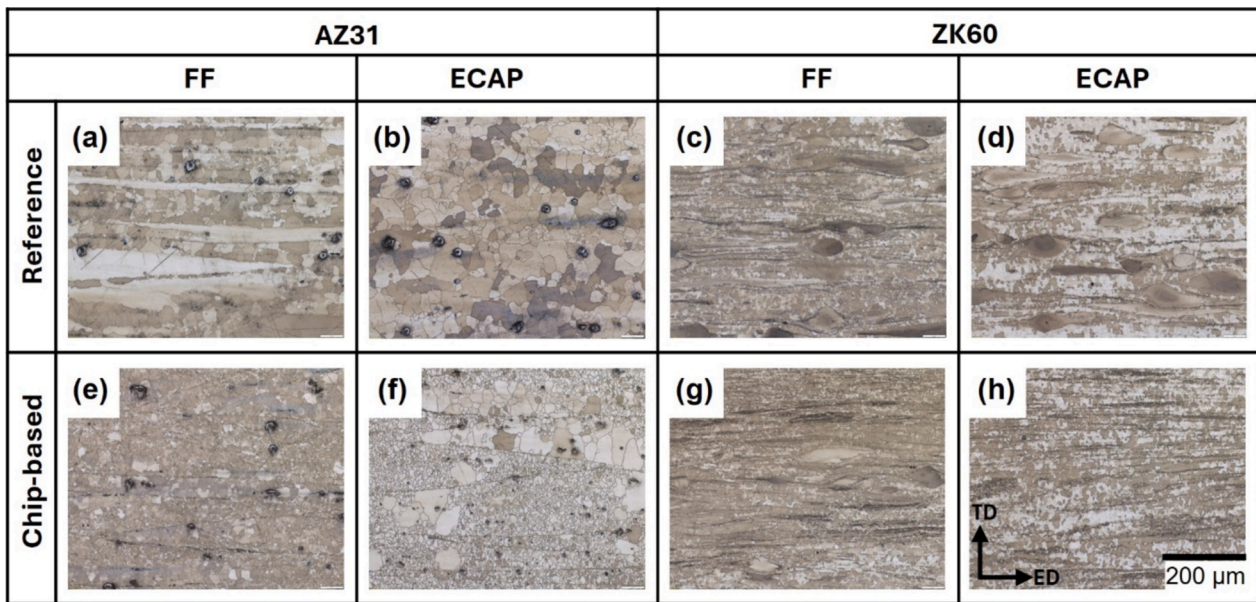 AZ31 ZK60
FF ECAP FF ECAP
Reference (a) (b) (c) (d)
Chip-based (e) (f) (g) (h)
TD
ED
200 μm